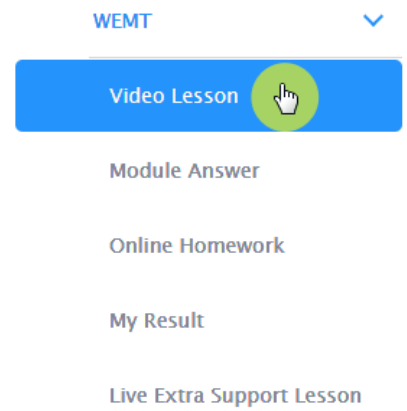 WEMT
Video Lesson
Module Answer
Online Homework
My Result
Live Extra Support Lesson